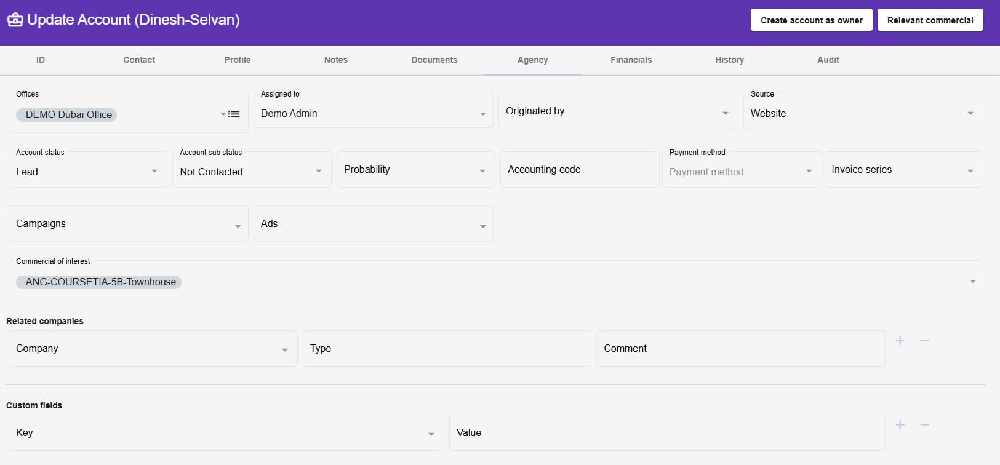 Update Account (Dinesh-Selvan)
Create account as owner
Relevant commercial
ID
Contact
Profile
Notes
Documents
Agency
Financials
History
Audit
Offices
DEMO Dubai Office
Assigned to
Demo Admin
Originated by
Source
Website
Account status
Lead
Account sub status
Not Contacted
Probability
Accounting code
Payment method
Payment method
Invoice series
Campaigns
Ads
Commercial of interest
ANG-COURSETIA-5B-Townhouse
Related companies
Company
Type
Comment
Custom fields
Key
Value